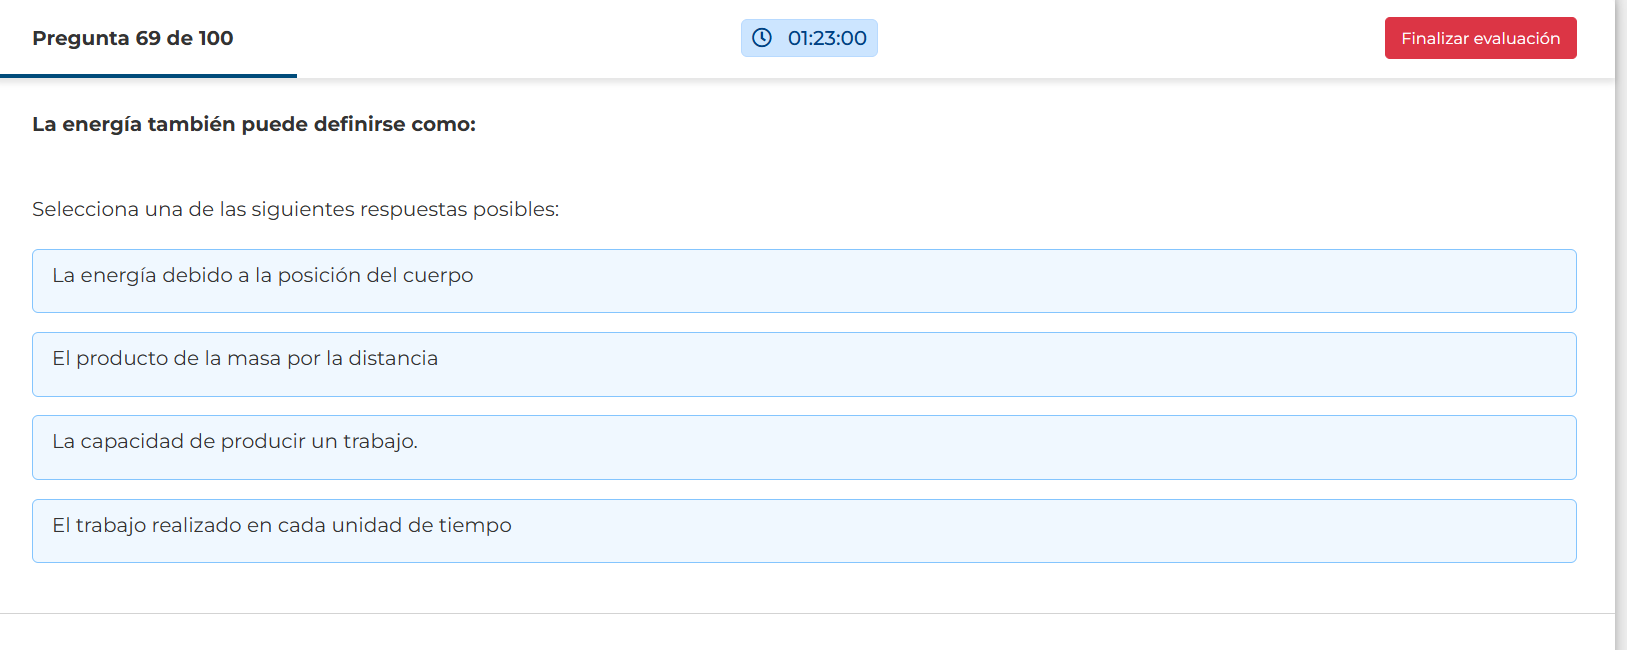 Pregunta 69 de 100
01:23:00
Finalizar evaluación
La energía también puede definirse como:
Selecciona una de las siguientes respuestas posibles:
La energía debido a la posición del cuerpo
El producto de la masa por la distancia
La capacidad de producir un trabajo.
El trabajo realizado en cada unidad de tiempo